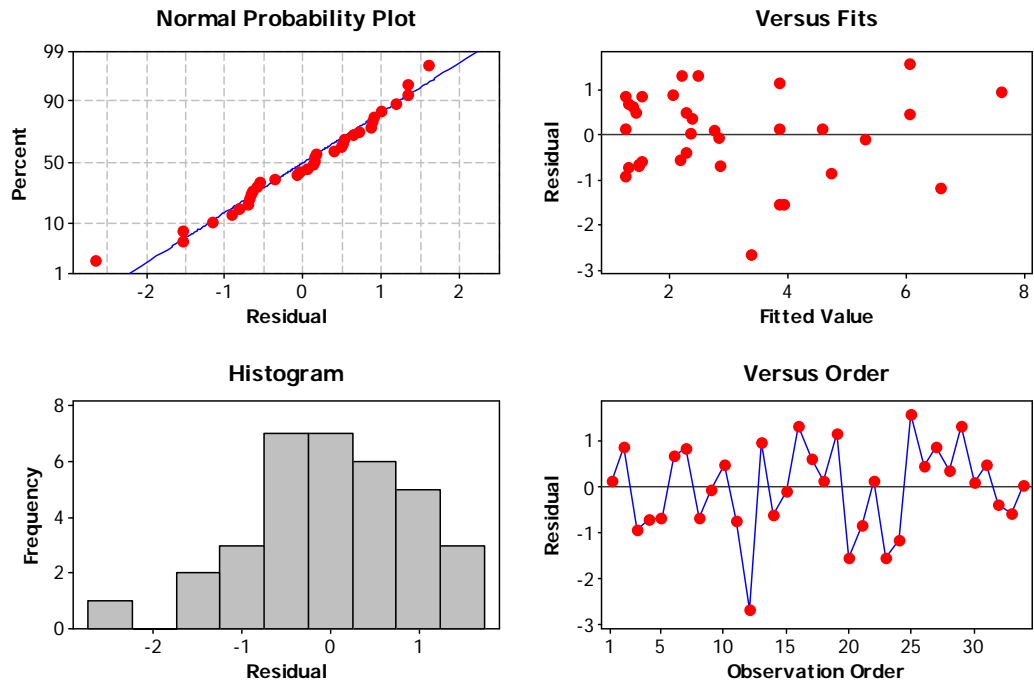 Normal Probability Plot
99
90
50
10
1
Percent
-2 -1 0 1 2
Residual
Versus Fits
1
0
-1
-2
-3
Residual
2 4 6 8
Fitted Value
Histogram
8
6
4
2
0
Frequency
-2 -1 0 1
Residual
Versus Order
1
0
-1
-2
-3
Residual
1 5 10 15 20 25 30
Observation Order